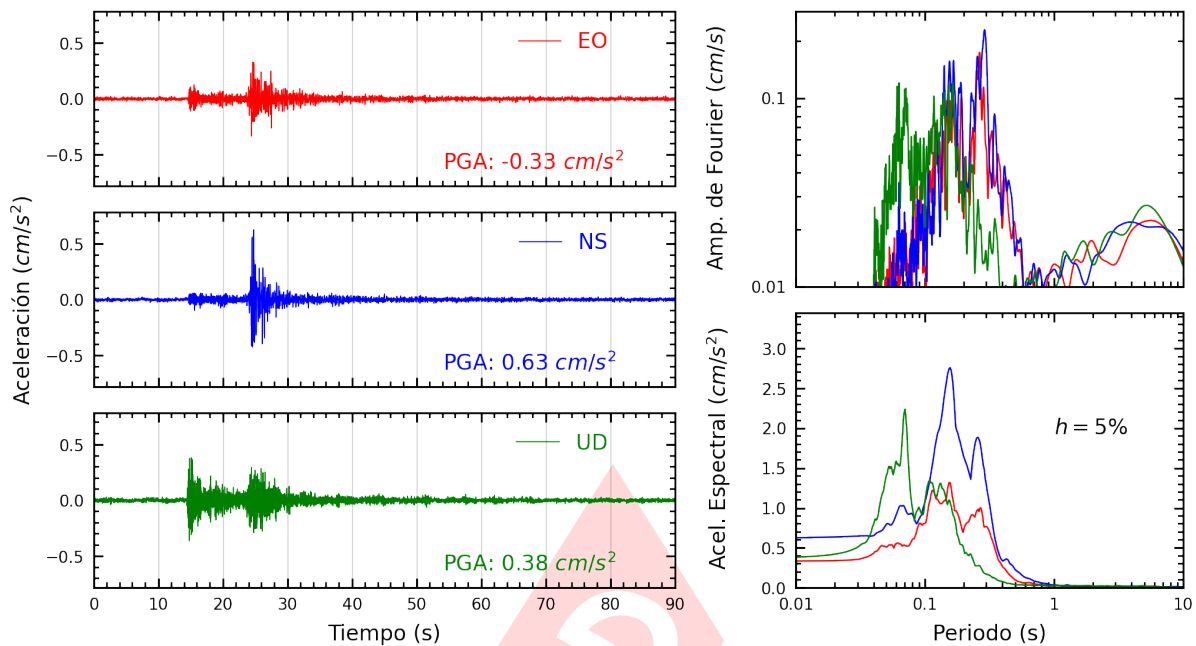 Aceleración (cm/s²)
0.5
0.0
−0.5
EO
PGA: -0.33 cm/s²
0.5
0.0
−0.5
NS
PGA: 0.63 cm/s²
0.5
0.0
−0.5
UD
PGA: 0.38 cm/s²
0 10 20 30 40 50 60 70 80 90
Tiempo (s)
Amp. de Fourier (cm/s)
0.1
0.01
Acel. Espectral (cm/s²)
3.0
2.5
2.0
1.5
1.0
0.5
0.0
h = 5%
0.01 0.1 1 10
Periodo (s)